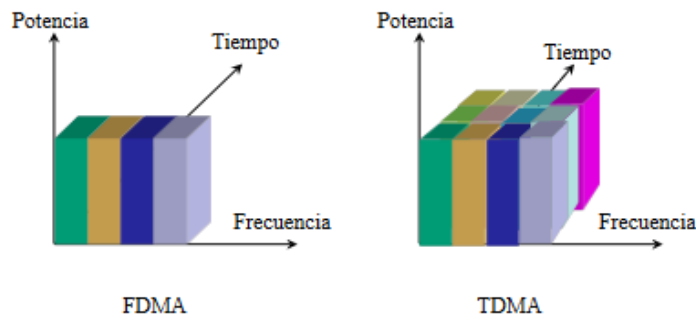 Potencia
Tiempo
Frecuencia
FDMA
Potencia
Tiempo
Frecuencia
TDMA